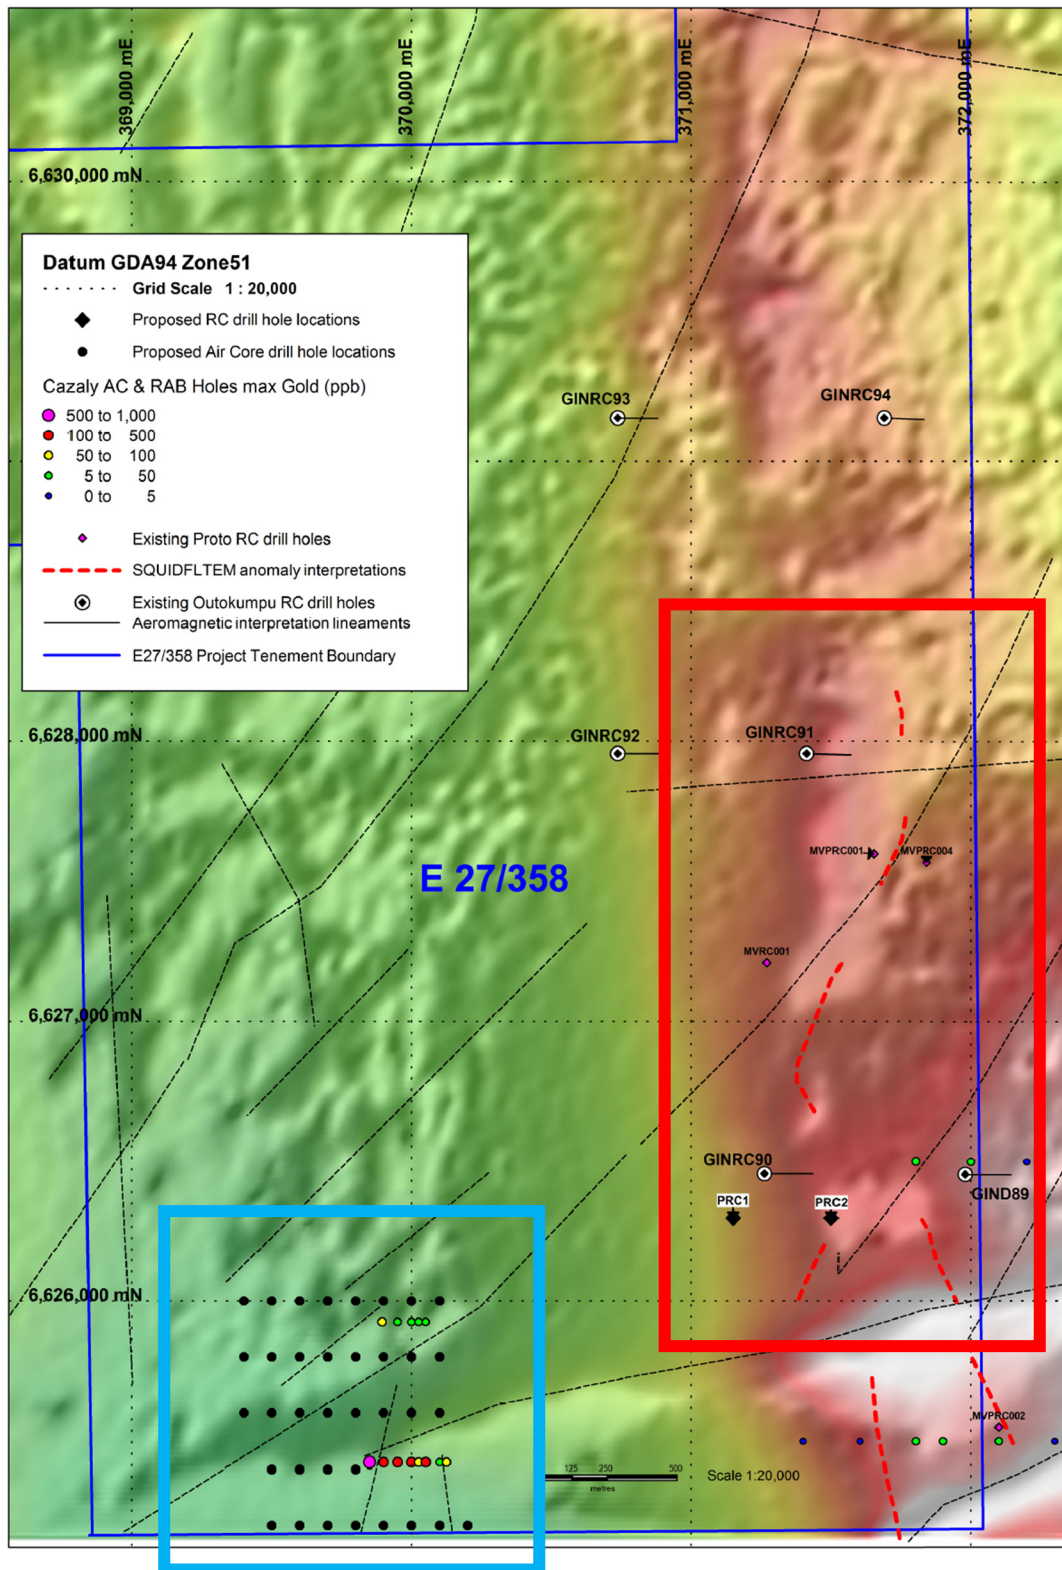 369,000 mE
370,000 mE
371,000 mE
372,000 mE
6,630,000 mN
Datum GDA94 Zone51
Grid Scale 1 : 20,000
Proposed RC drill hole locations
Proposed Air Core drill hole locations
Cazaly AC & RAB Holes max Gold (ppb)
500 to 1,000
100 to 500
50 to 100
5 to 50
0 to 5
Existing Proto RC drill holes
SQUIDFLTEM anomaly interpretations
Existing Outokumpu RC drill holes
Aeromagnetic interpretation lineaments
E27/358 Project Tenement Boundary
GINRC93
GINRC94
6,628,000 mN
GINRC92
GINRC91
MVPRC001
MVPRC004
E 27/358
MVRC001
6,627,000 mN
GINRC90
GIND89
PRC1
PRC2
6,626,000 mN
MVPRC002
125 250 500
metres
Scale 1:20,000